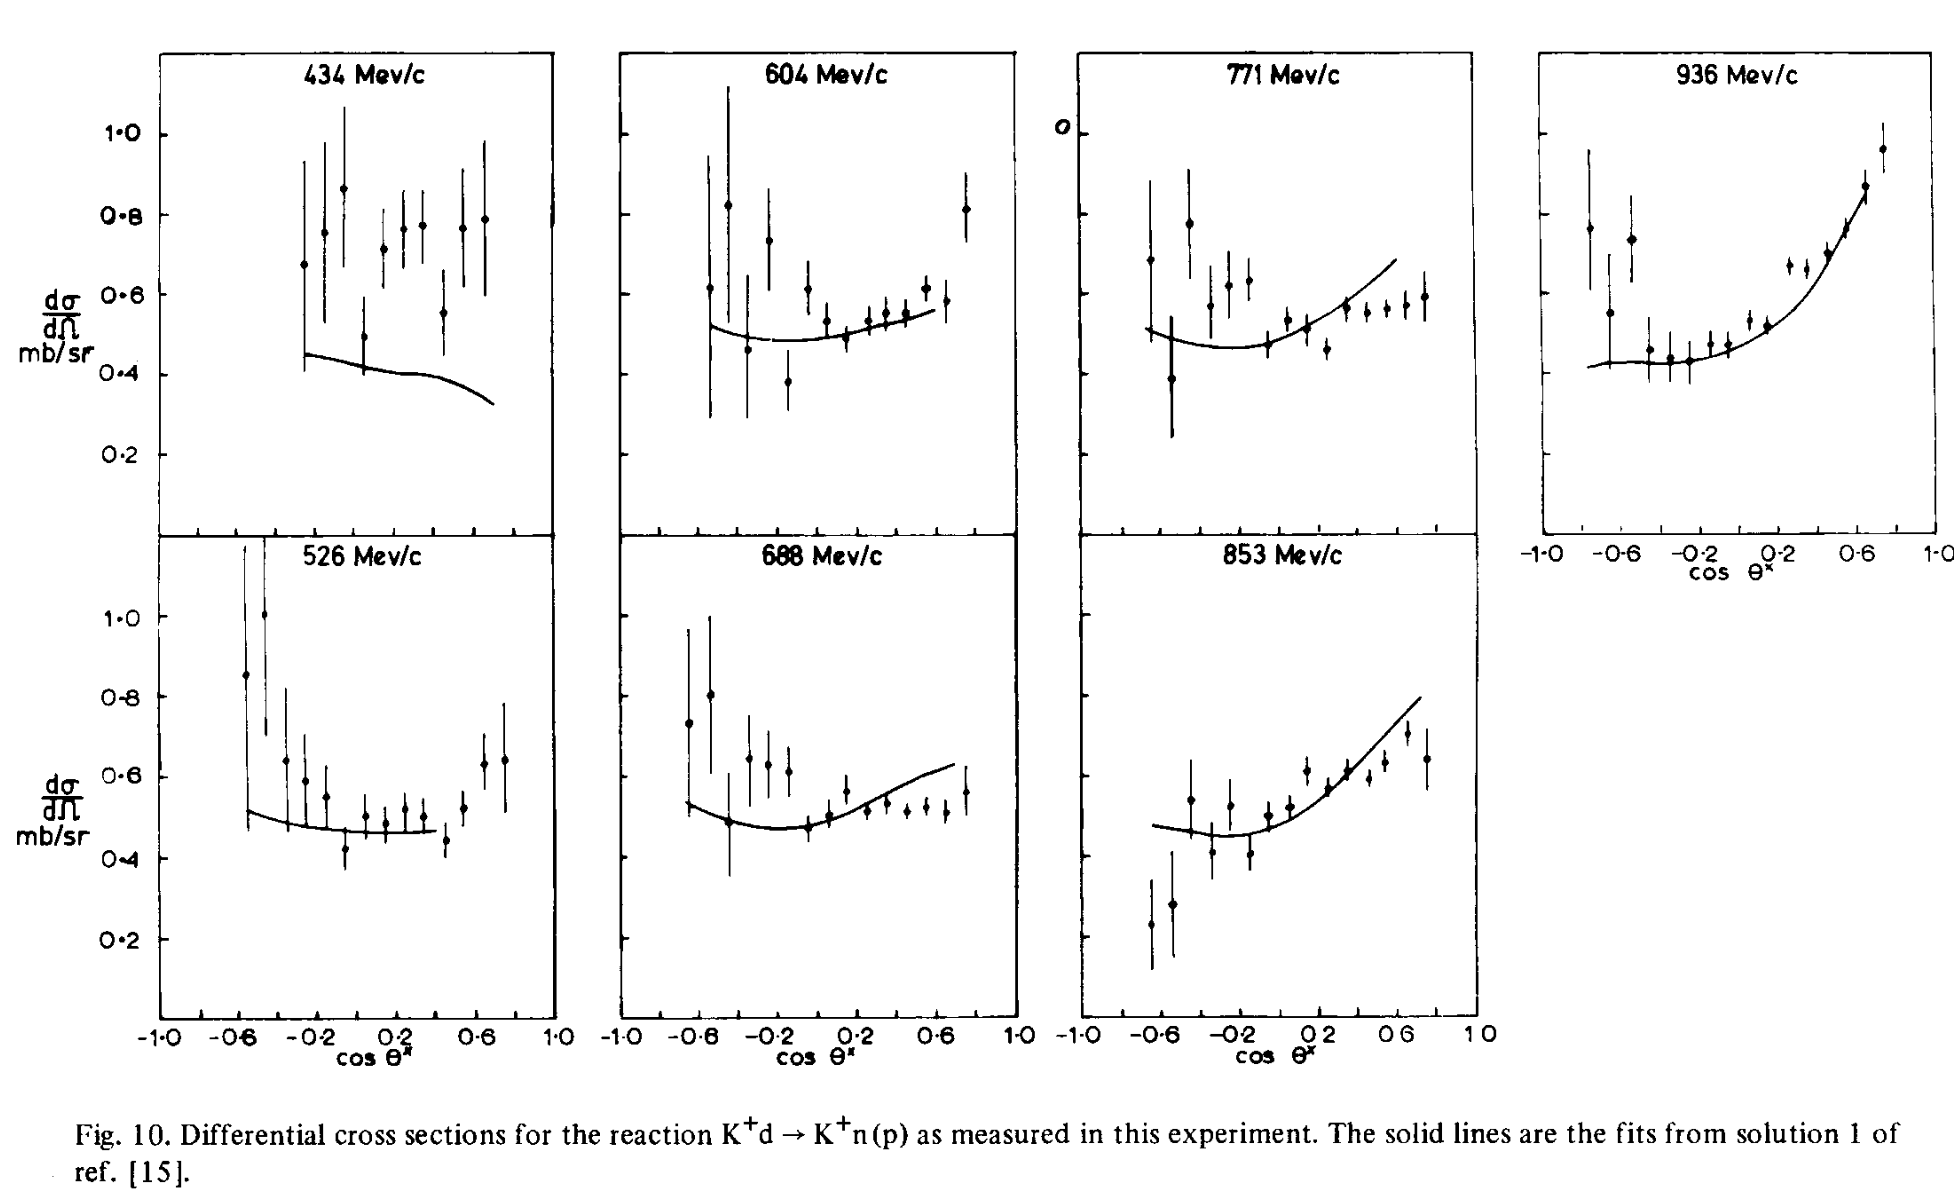 434 Mev/c
604 Mev/c
771 Mev/c
936 Mev/c
1·0
0·8
0·6
0·4
0·2
dσ
dΩ
mb/sr
0
-1·0 -0·6 -0·2 0·2 0·6 1·0
cos θ*
526 Mev/c
688 Mev/c
853 Mev/c
1·0
0·8
0·6
0·4
0·2
dσ
dΩ
mb/sr
-1·0 -0·6 -0·2 0·2 0·6 1·0
cos θ*
-1·0 -0·6 -0·2 0·2 0·6 1·0
cos θ*
-1·0 -0·6 -0·2 0·2 0 6 1 0
cos θ*
Fig. 10. Differential cross sections for the reaction K⁺d → K⁺n(p) as measured in this experiment. The solid lines are the fits from solution 1 of
ref. [15].